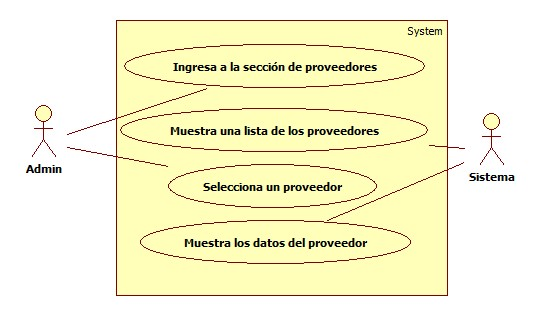 System
Ingresa a la sección de proveedores
Muestra una lista de los proveedores
Admin
Sistema
Selecciona un proveedor
Muestra los datos del proveedor